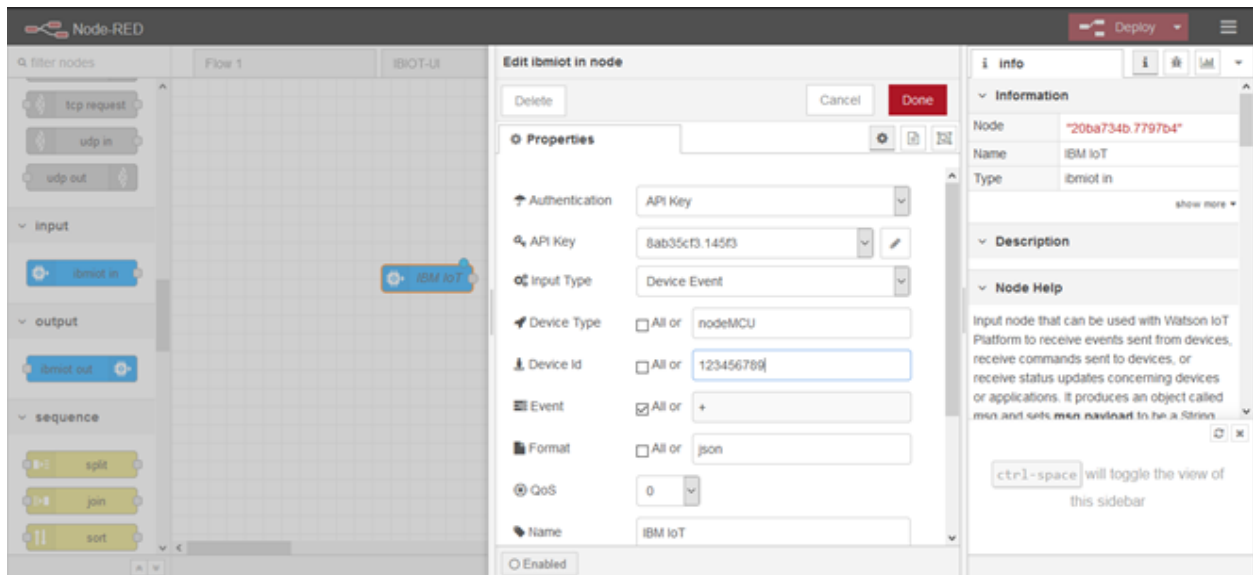 Node-RED
Deploy
filter nodes
Flow 1
IBIOT-UI
tcp request
udp in
udp out
input
ibmiot in
output
ibmiot out
sequence
split
join
sort
IBM IoT
Edit ibmiot in node
Delete
Cancel
Done
Properties
Authentication
API Key
API Key
8ab35cf3.145f3
Input Type
Device Event
Device Type
All or
nodeMCU
Device Id
All or
123456789
Event
All or
+
Format
All or
json
QoS
0
Name
IBM IoT
Enabled
i info
i
Information
Node
"20ba734b.7797b4"
Name
IBM IoT
Type
ibmiot in
show more
Description
Node Help
Input node that can be used with Watson IoT
Platform to receive events sent from devices,
receive commands sent to devices, or
receive status updates concerning devices
or applications. It produces an object called
msg and sets msg.payload to be a String
ctrl-space will toggle the view of
this sidebar